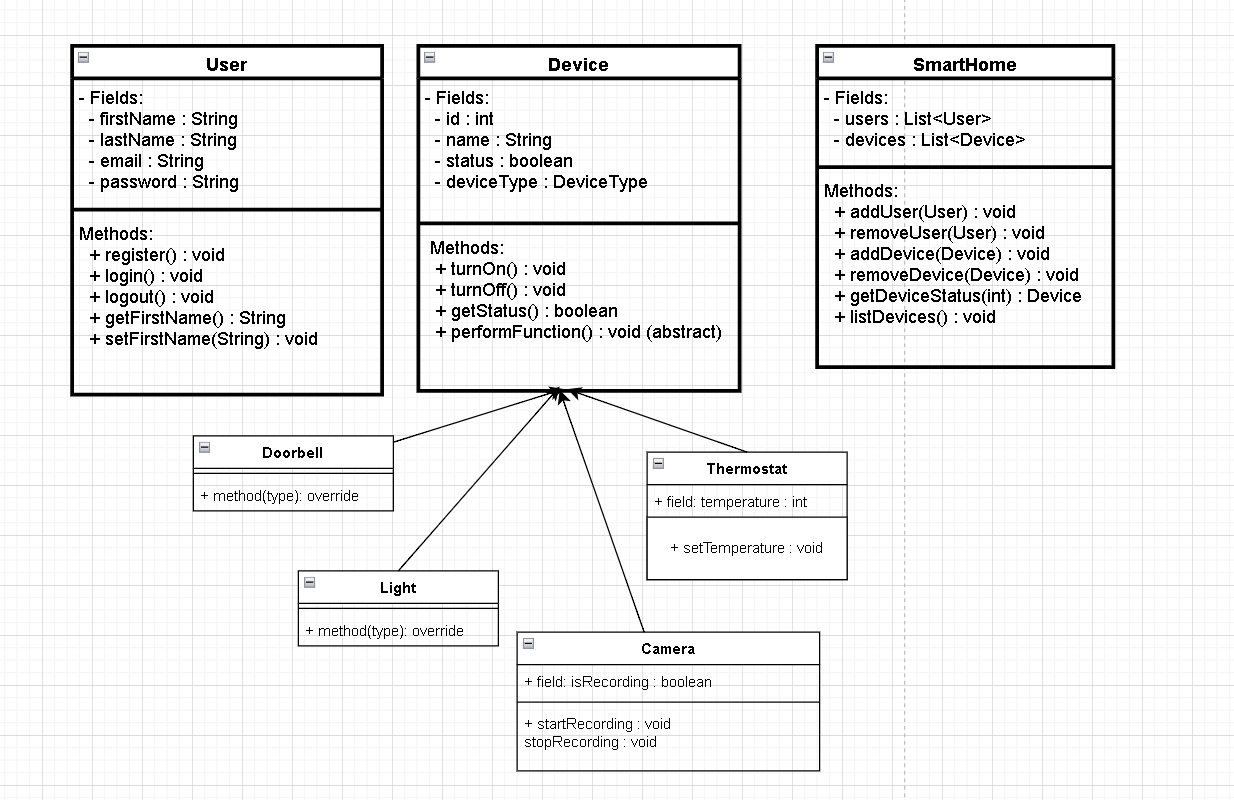 User
- Fields:
- firstName : String
- lastName : String
- email : String
- password : String
Methods:
+ register() : void
+ login() : void
+ logout() : void
+ getFirstName() : String
+ setFirstName(String) : void
Device
- Fields:
- id : int
- name : String
- status : boolean
- deviceType : DeviceType
Methods:
+ turnOn() : void
+ turnOff() : void
+ getStatus() : boolean
+ performFunction() : void (abstract)
SmartHome
- Fields:
- users : List<User>
- devices : List<Device>
Methods:
+ addUser(User) : void
+ removeUser(User) : void
+ addDevice(Device) : void
+ removeDevice(Device) : void
+ getDeviceStatus(int) : Device
+ listDevices() : void
Doorbell
+ method(type): override
Thermostat
+ field: temperature : int
+ setTemperature : void
Light
+ method(type): override
Camera
+ field: isRecording : boolean
+ startRecording : void
stopRecording : void